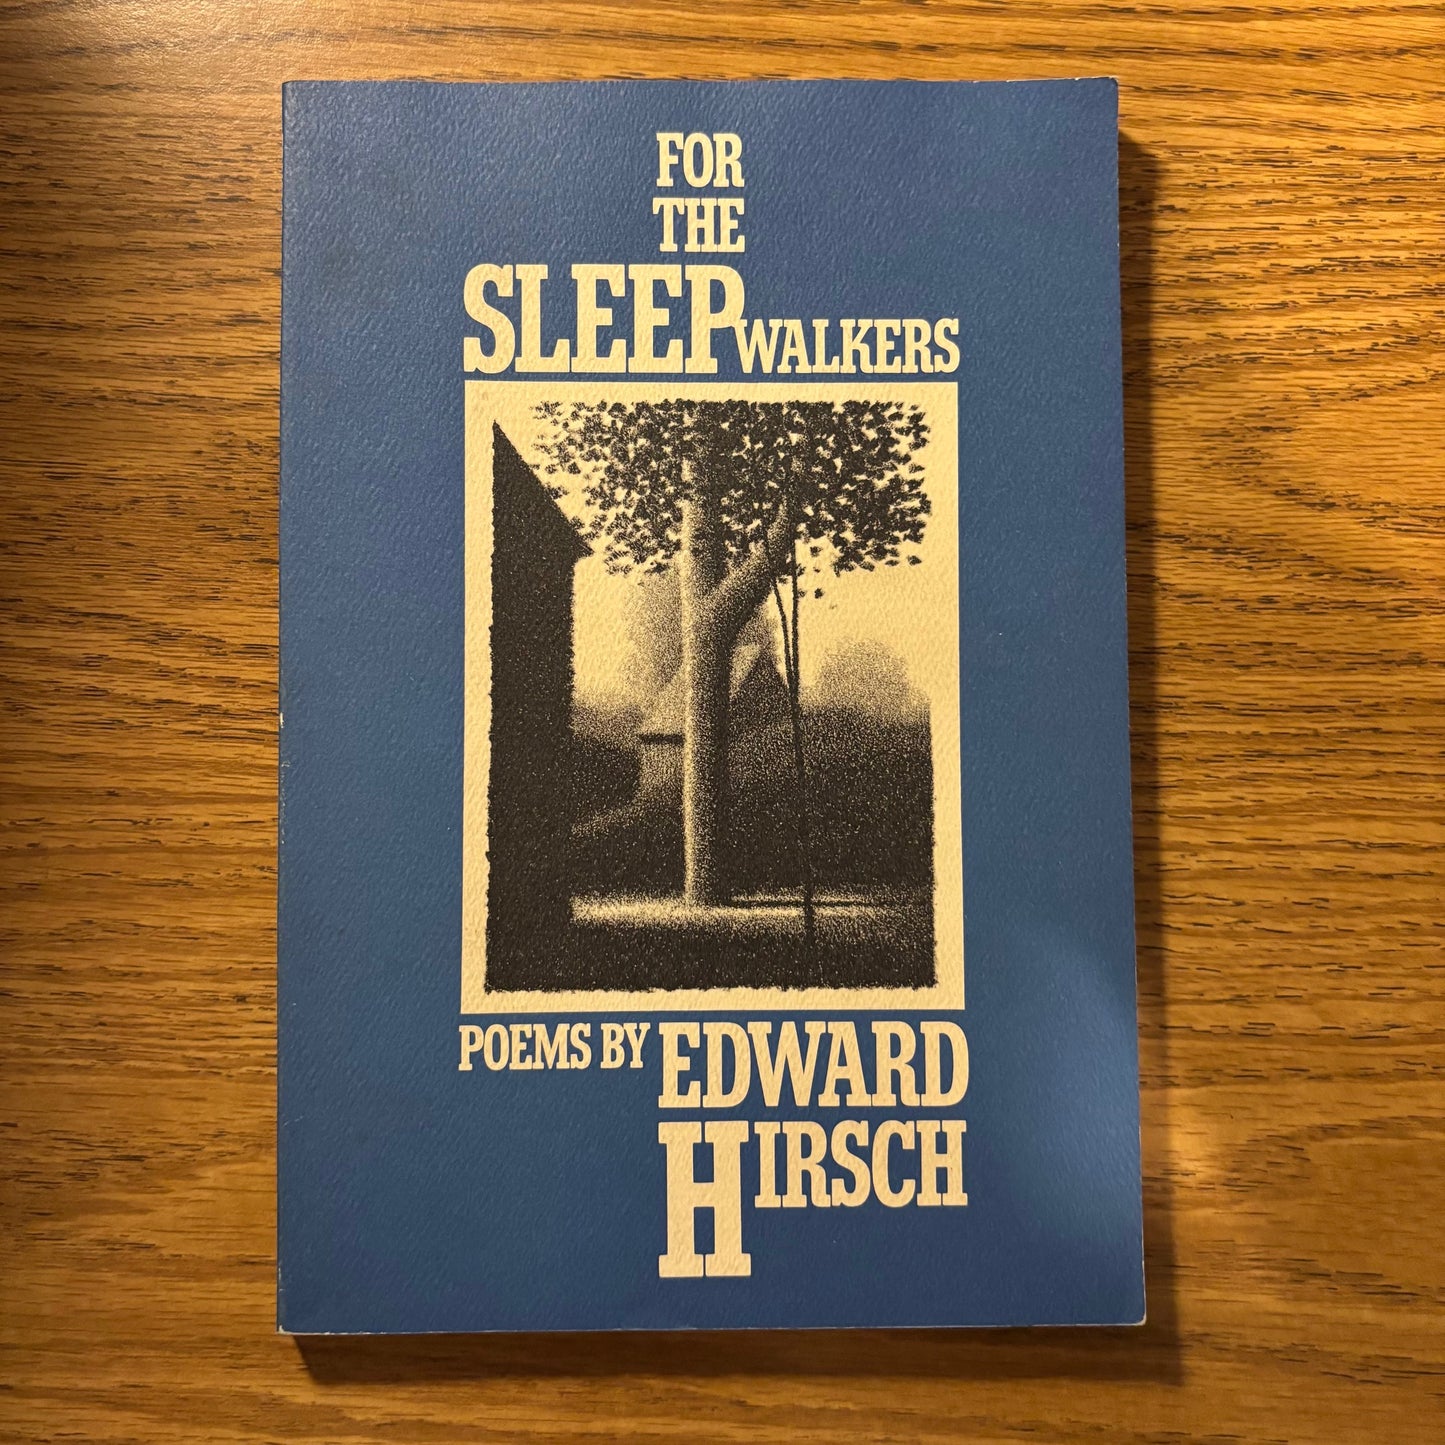 FOR
THE
SLEEPWALKERS
POEMS BY EDWARD
HIRSCH